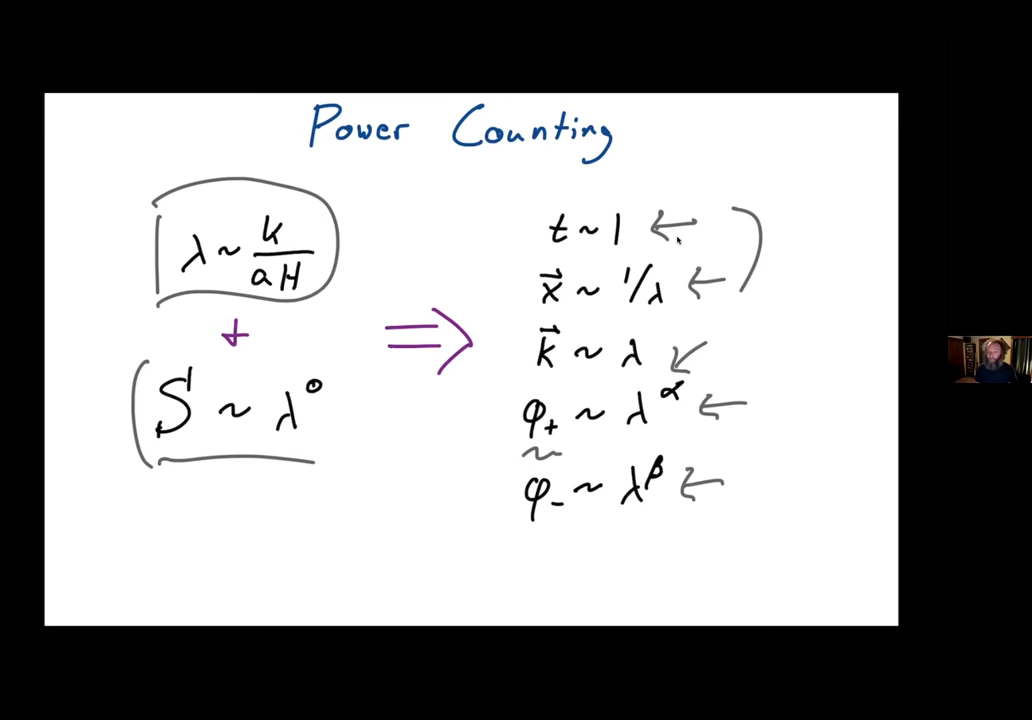 Power Counting
λ ~ k/aH
+
S ~ λ⁰
⇒
t ~ 1 ←
x⃗ ~ 1/λ ←
k⃗ ~ λ ↙
φ₊ ~ λ^α ←
φ₋ ~ λ^β ←